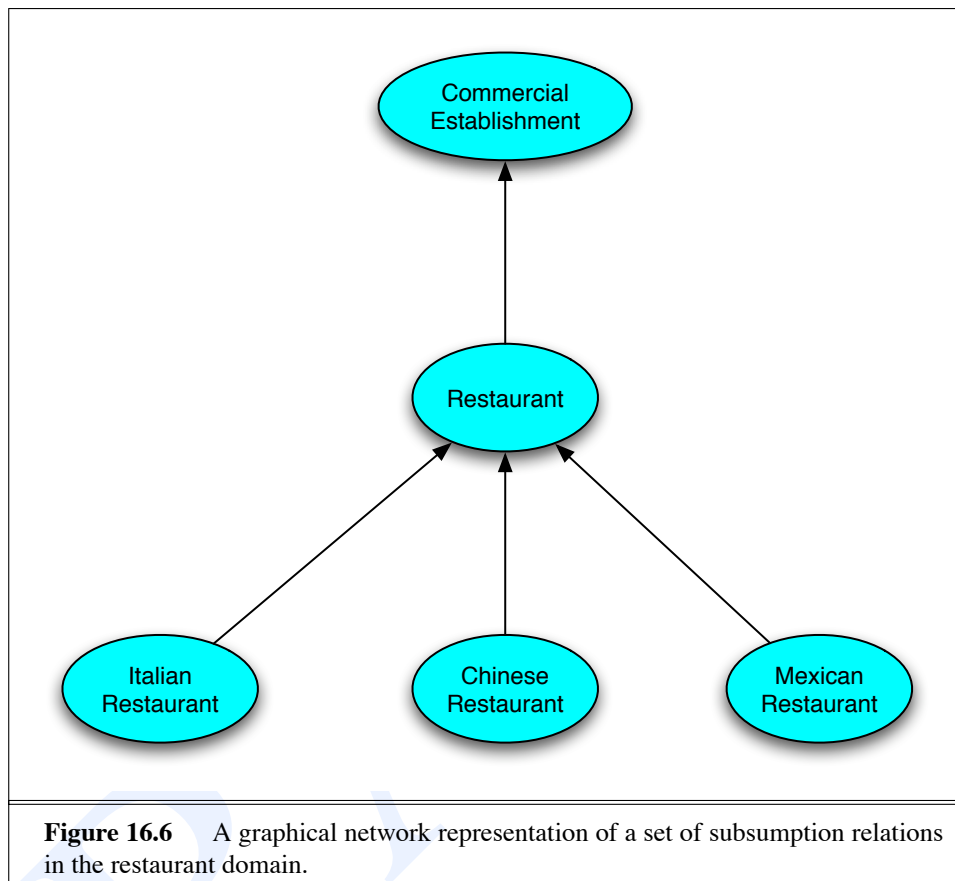 Commercial
Establishment
Restaurant
Italian
Restaurant
Chinese
Restaurant
Mexican
Restaurant
Figure 16.6 A graphical network representation of a set of subsumption relations
in the restaurant domain.